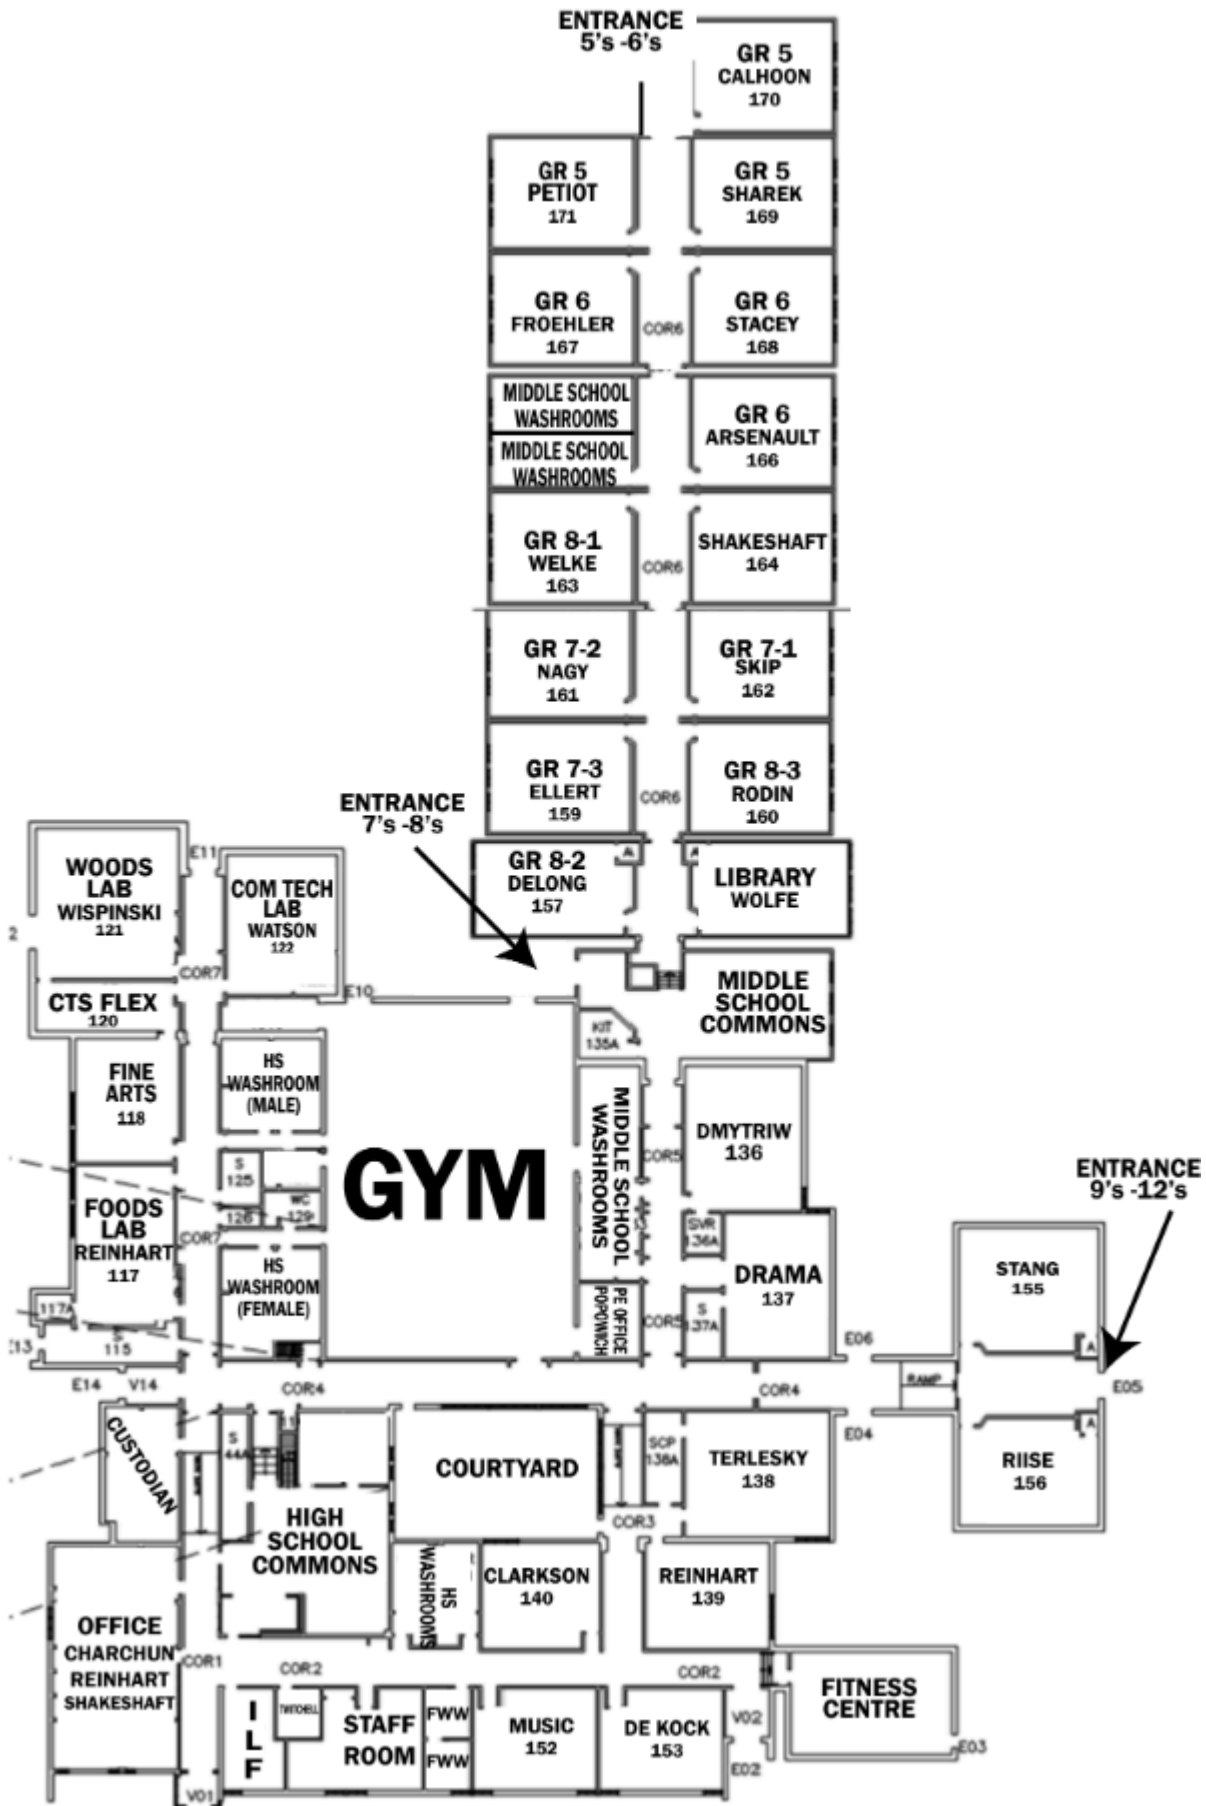 ENTRANCE
5's -6's
GR 5
CALHOON
170
GR 5
PETIOT
171
GR 5
SHAREK
169
GR 6
FROEHLER
167
COR6
GR 6
STACEY
168
MIDDLE SCHOOL
WASHROOMS
MIDDLE SCHOOL
WASHROOMS
GR 6
ARSENAULT
166
GR 8-1
WELKE
163
COR6
SHAKESHAFT
164
GR 7-2
NAGY
161
GR 7-1
SKIP
162
GR 7-3
ELLERT
159
COR6
GR 8-3
RODIN
160
ENTRANCE
7's -8's
GR 8-2
DELONG
157
A
A
LIBRARY
WOLFE
WOODS
LAB
WISPINSKI
121
E11
COM TECH
LAB
WATSON
122
2
COR7
E10
CTS FLEX
120
MIDDLE
SCHOOL
COMMONS
KIT
135A
FINE
ARTS
118
HS
WASHROOM
(MALE)
GYM
MIDDLE SCHOOL
WASHROOMS
COR5
DMYTRIW
136
S
125
126
WC
129
ENTRANCE
9's -12's
FOODS
LAB
REINHART
117
COR7
HS
WASHROOM
(FEMALE)
SVR
136A
DRAMA
137
PE OFFICE
POPOWICH
COR5
S
137A
STANG
155
A
117A
S
115
E13
E06
E14
V14
COR4
COR4
RAMP
E05
CUSTODIAN
S
44A
11
COURTYARD
SCP
138A
TERLESKY
138
E04
RIISE
156
A
HIGH
SCHOOL
COMMONS
COR3
HS
WASHROOMS
CLARKSON
140
REINHART
139
OFFICE
CHARCHUN
REINHART
SHAKESHAFT
COR1
COR2
COR2
FITNESS
CENTRE
ILF
TWITCHELL
STAFF
ROOM
FWW
FWW
MUSIC
152
DE KOCK
153
V02
E02
E03
V01